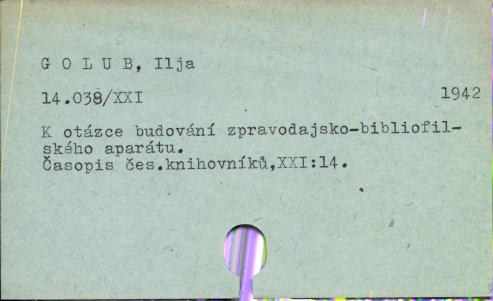 G O L U B, Ilja
14.038/XXI 1942
K otázce budování zpravodajsko-bibliofil-
ského aparátu.
Časopis čes.knihovníků,XXI:14.